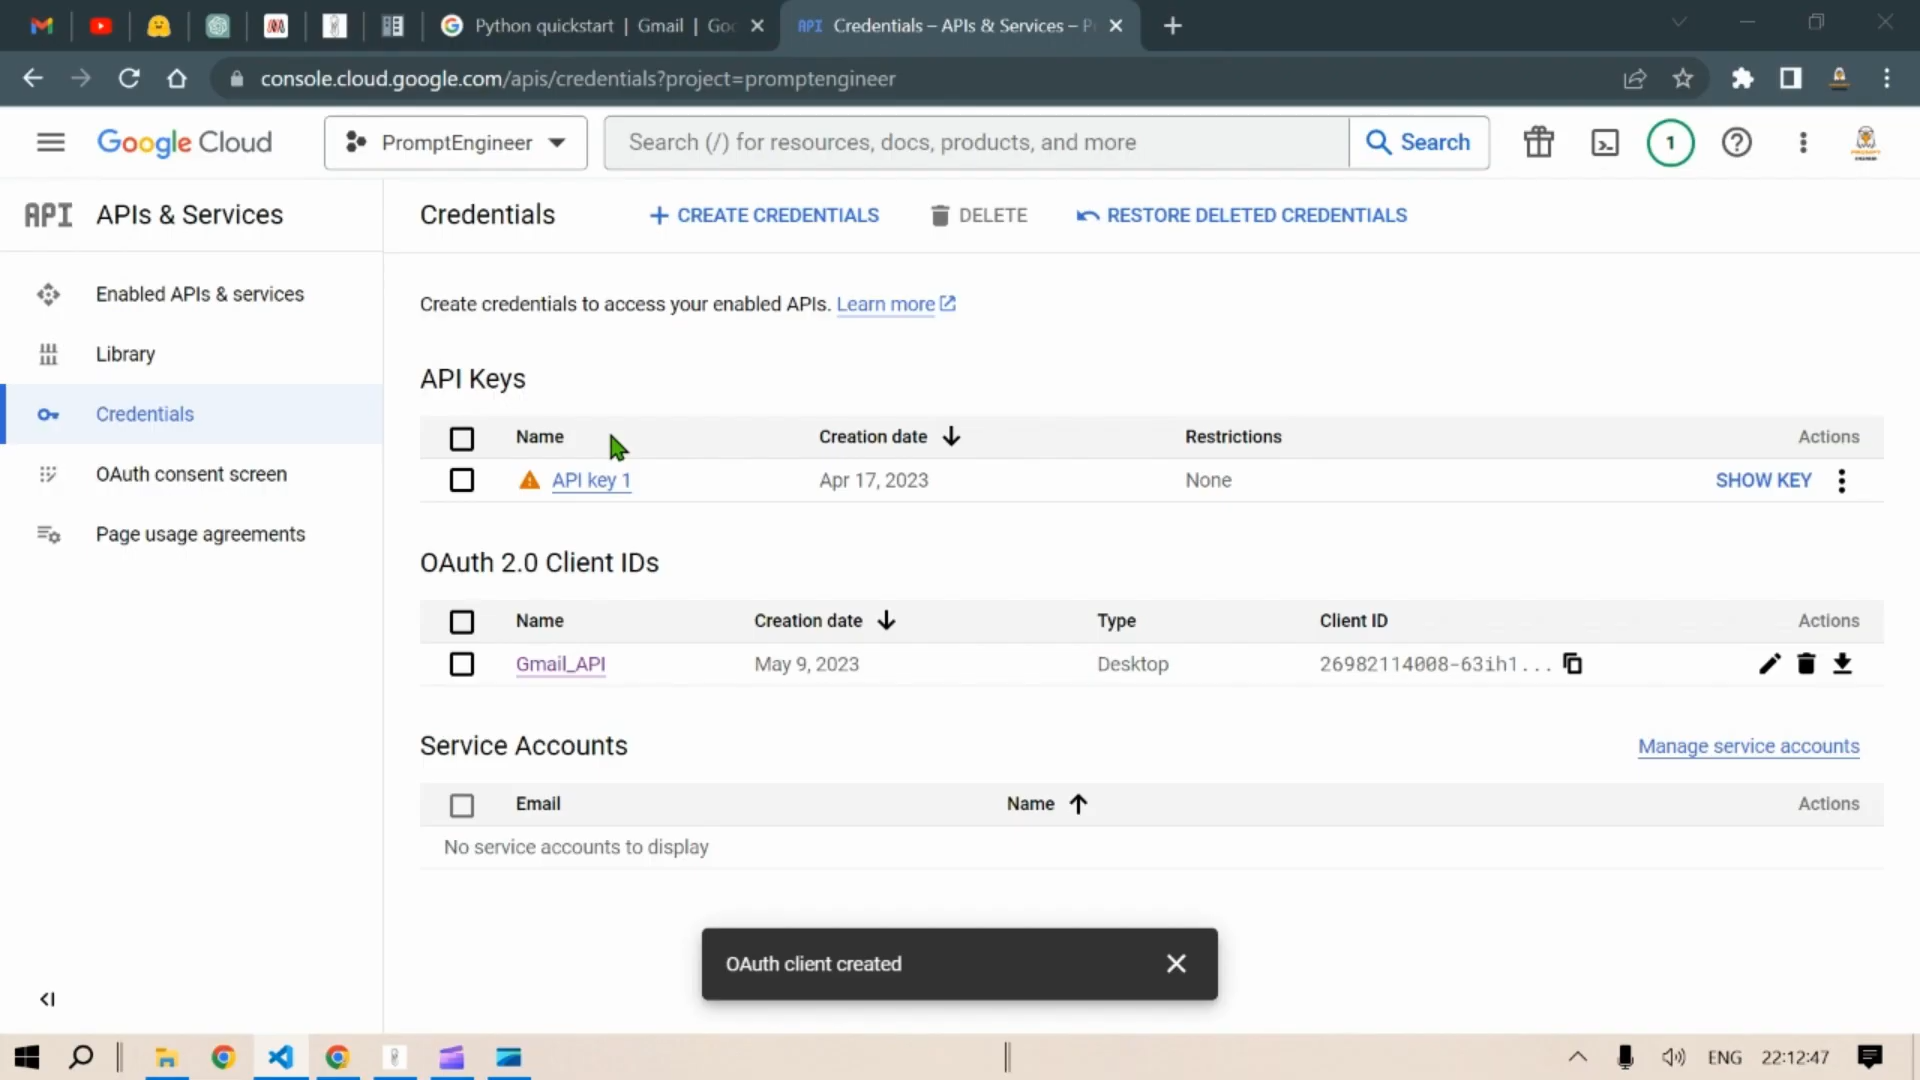 Python quickstart | Gmail | Goo
API Credentials – APIs & Services – P
console.cloud.google.com/apis/credentials?project=promptengineer
Google Cloud
PromptEngineer
Search (/) for resources, docs, products, and more
Search
1
API APIs & Services
Credentials
CREATE CREDENTIALS
DELETE
RESTORE DELETED CREDENTIALS
Enabled APIs & services
Library
Credentials
OAuth consent screen
Page usage agreements
Create credentials to access your enabled APIs. Learn more
API Keys
Name Creation date Restrictions Actions
API key 1 Apr 17, 2023 None SHOW KEY
OAuth 2.0 Client IDs
Name Creation date Type Client ID Actions
Gmail_API May 9, 2023 Desktop 26982114008-63ih1...
Service Accounts
Manage service accounts
Email Name Actions
No service accounts to display
OAuth client created
ENG 22:12:47